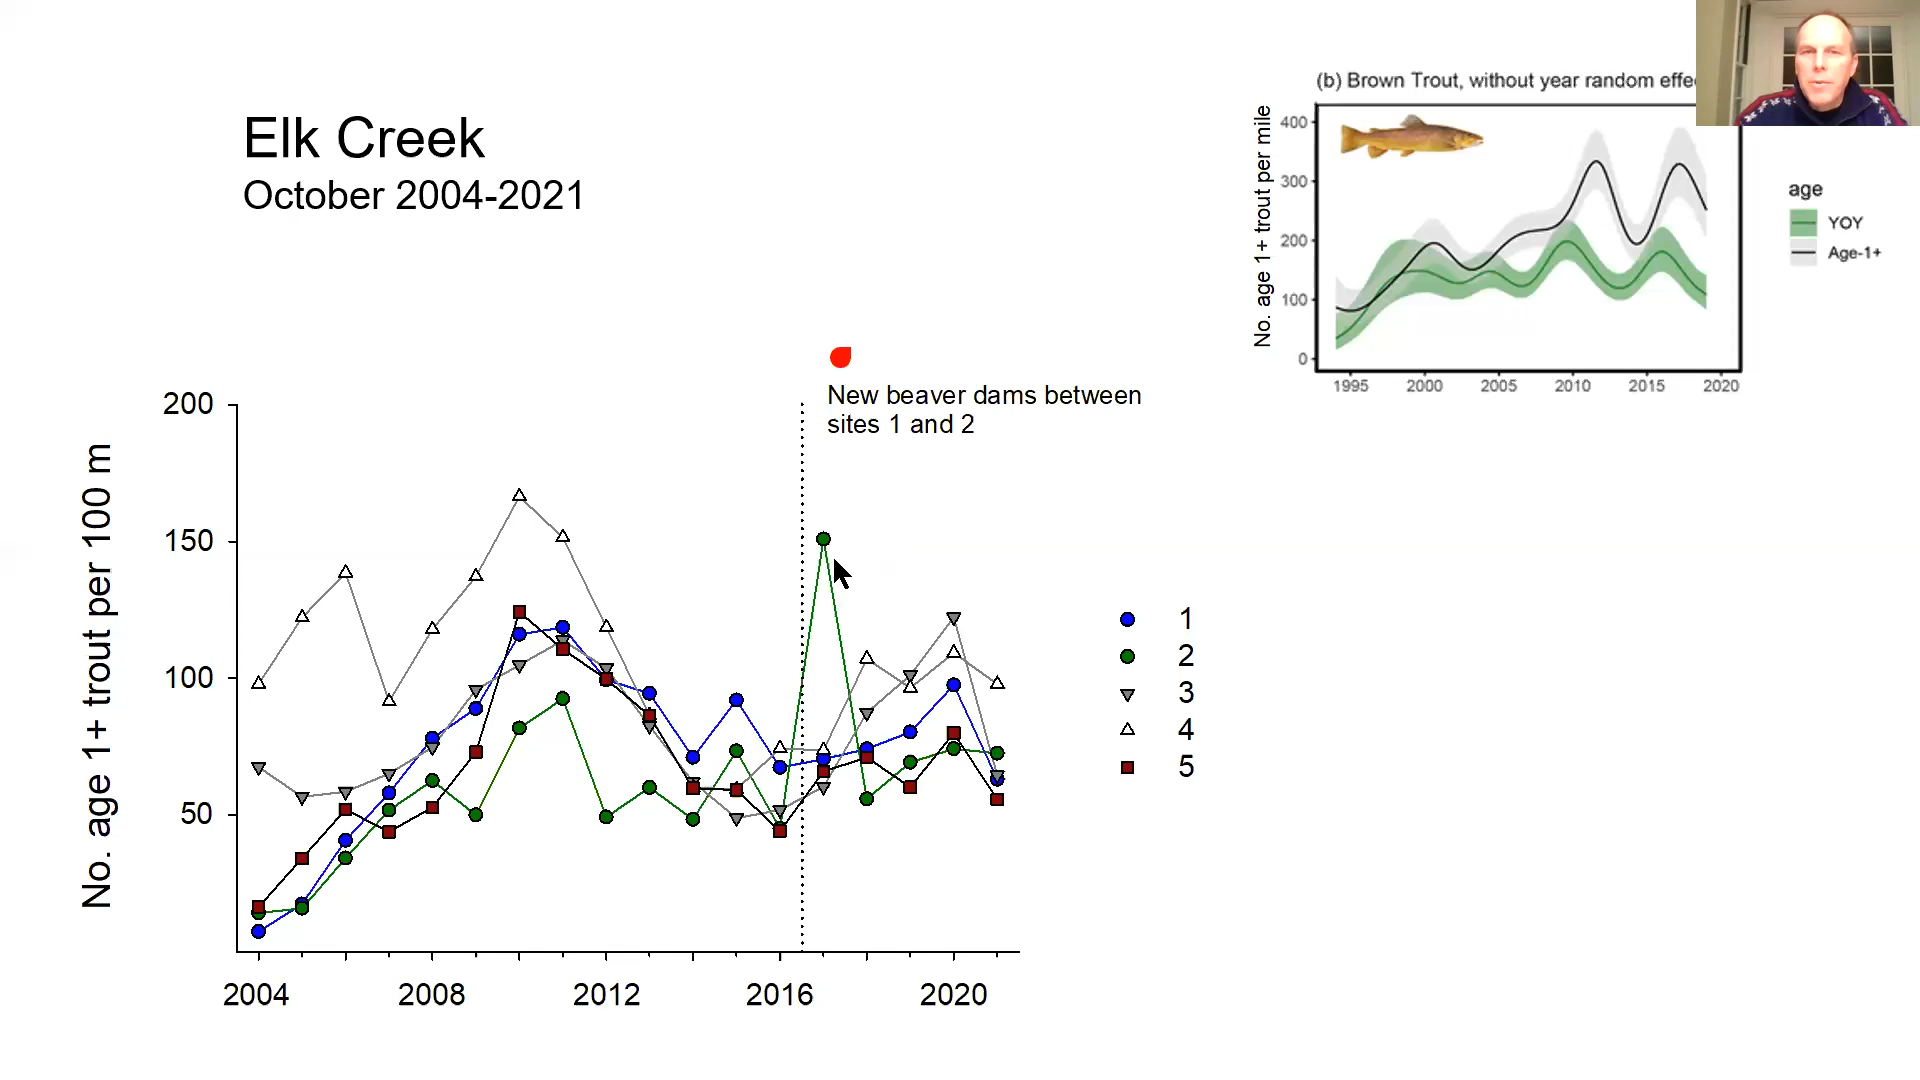 Elk Creek
October 2004-2021
(b) Brown Trout, without year random effe
No. age 1+ trout per mile
400
300
200
100
0
1995 2000 2005 2010 2015 2020
age
YOY
Age-1+
New beaver dams between
sites 1 and 2
No. age 1+ trout per 100 m
200
150
100
50
2004 2008 2012 2016 2020
1
2
3
4
5